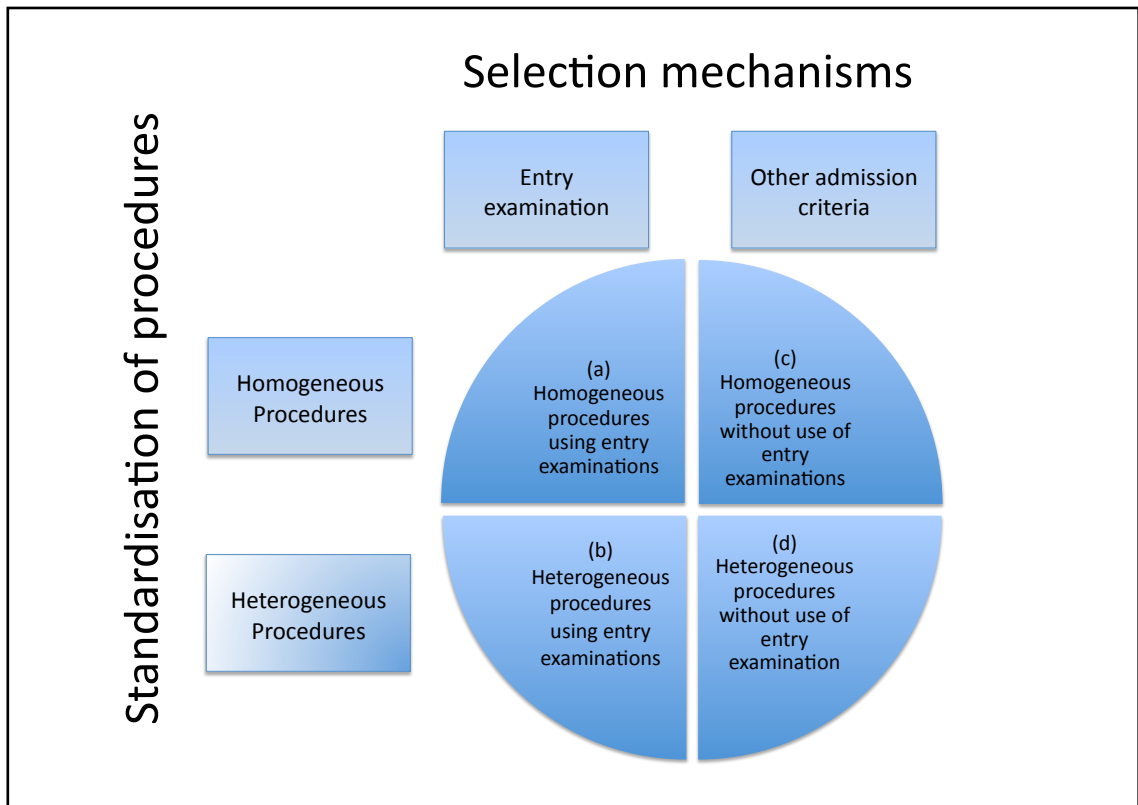 Selection mechanisms
Standardisation of procedures
Entry
examination
Other admission
criteria
Homogeneous
Procedures
(a)
Homogeneous
procedures
using entry
examinations
(c)
Homogeneous
procedures
without use of
entry
examinations
Heterogeneous
Procedures
(b)
Heterogeneous
procedures
using entry
examinations
(d)
Heterogeneous
procedures
without use of
entry
examination